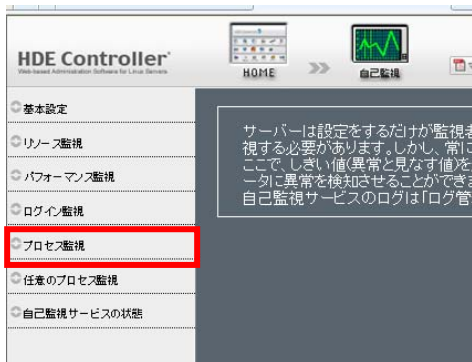 HDE Controller
Web-based Administration Software for Linux Servers
HOME
自己監視
基本設定
リソース監視
パフォーマンス監視
ログイン監視
プロセス監視
任意のプロセス監視
自己監視サービスの状態
サーバーは設定をするだけが監視者
視する必要があります。しかし、常に
ここで、しきい値(異常と見なす値)を
ータに異常を検知させることができま
自己監視サービスのログは「ログ管